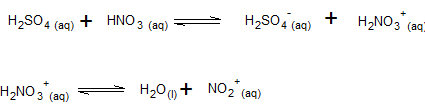 H₂SO₄ (aq) + HNO₃ (aq) ⇌ H₂SO₄⁻ (aq) + H₂NO₃⁺ (aq)
H₂NO₃⁺ (aq) ⇌ H₂O(l) + NO₂⁺ (aq)